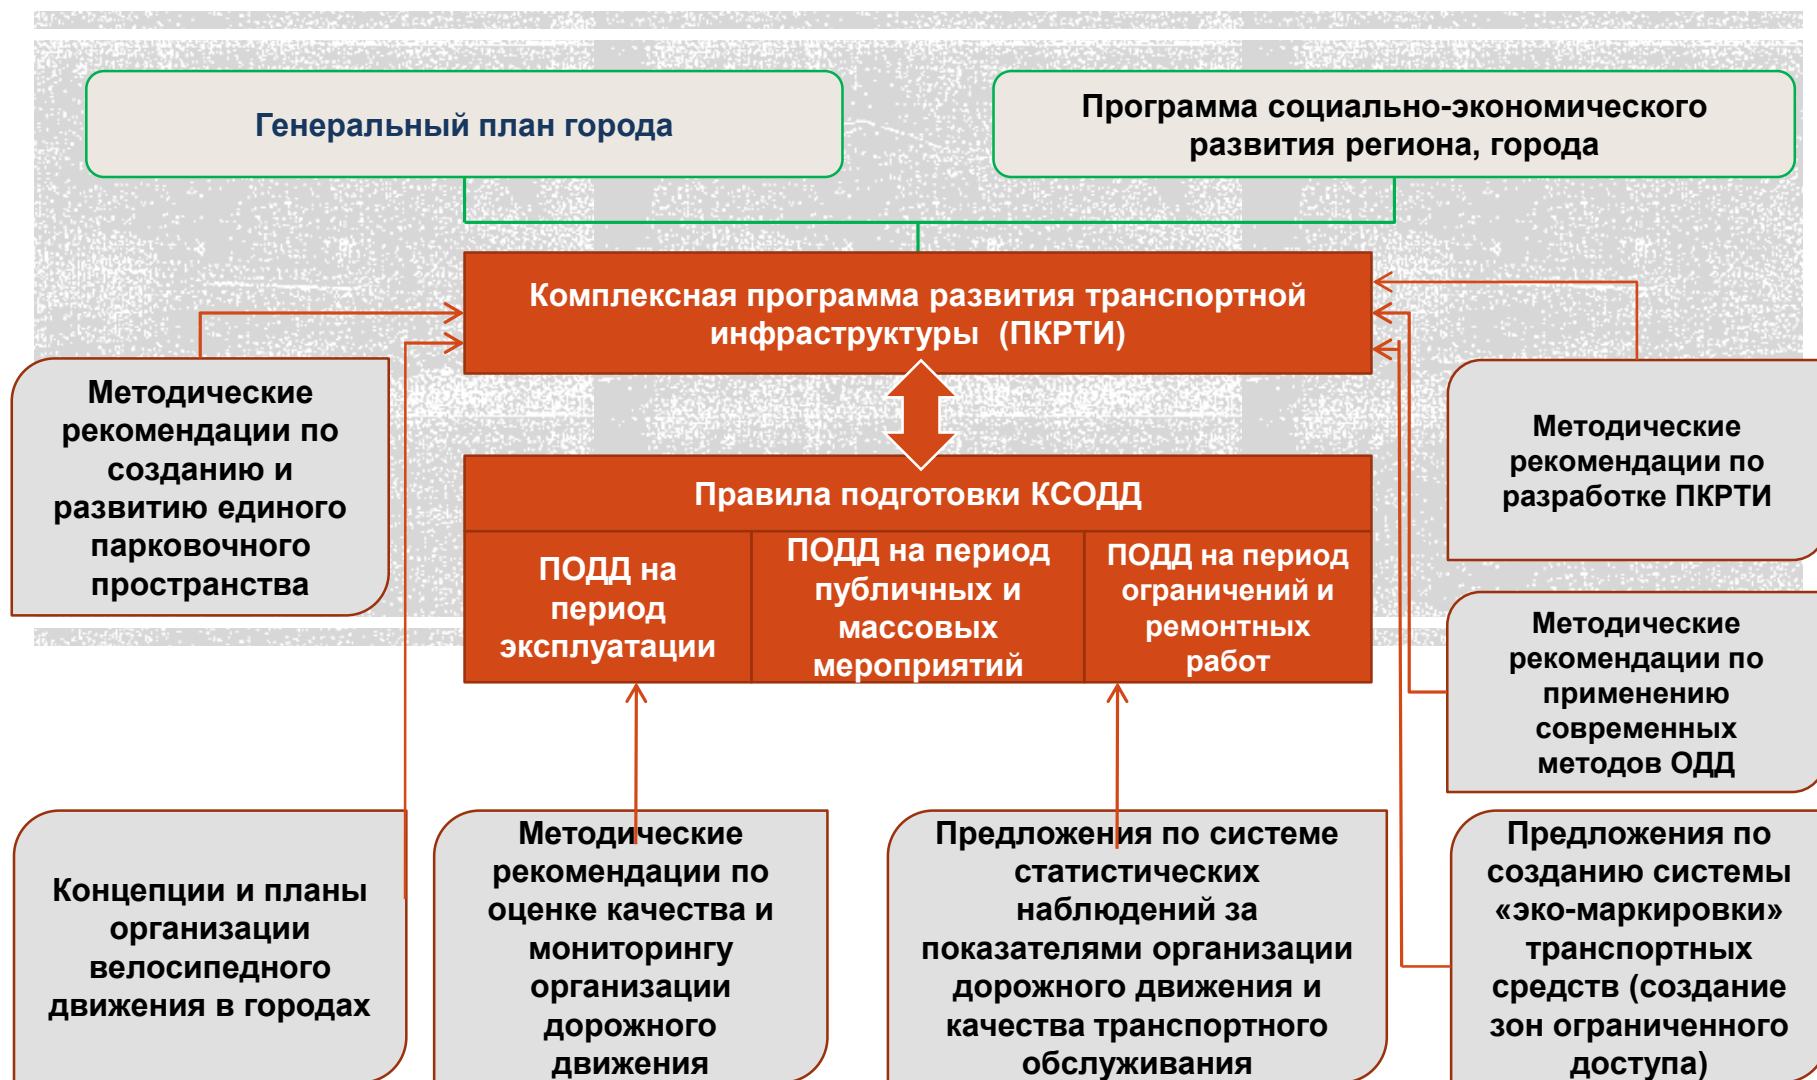 Генеральный план города
Программа социально-экономического
развития региона, города
Комплексная программа развития транспортной
инфраструктуры (ПКРТИ)
Методические
рекомендации по
созданию и
развитию единого
парковочного
пространства
Методические
рекомендации по
разработке ПКРТИ
Правила подготовки КСОДД
ПОДД на
период
эксплуатации
ПОДД на период
публичных и
массовых
мероприятий
ПОДД на период
ограничений и
ремонтных
работ
Методические
рекомендации по
применению
современных
методов ОДД
Концепции и планы
организации
велосипедного
движения в городах
Методические
рекомендации по
оценке качества и
мониторингу
организации
дорожного
движения
Предложения по системе
статистических
наблюдений за
показателями организации
дорожного движения и
качества транспортного
обслуживания
Предложения по
созданию системы
«эко-маркировки»
транспортных
средств (создание
зон ограниченного
доступа)